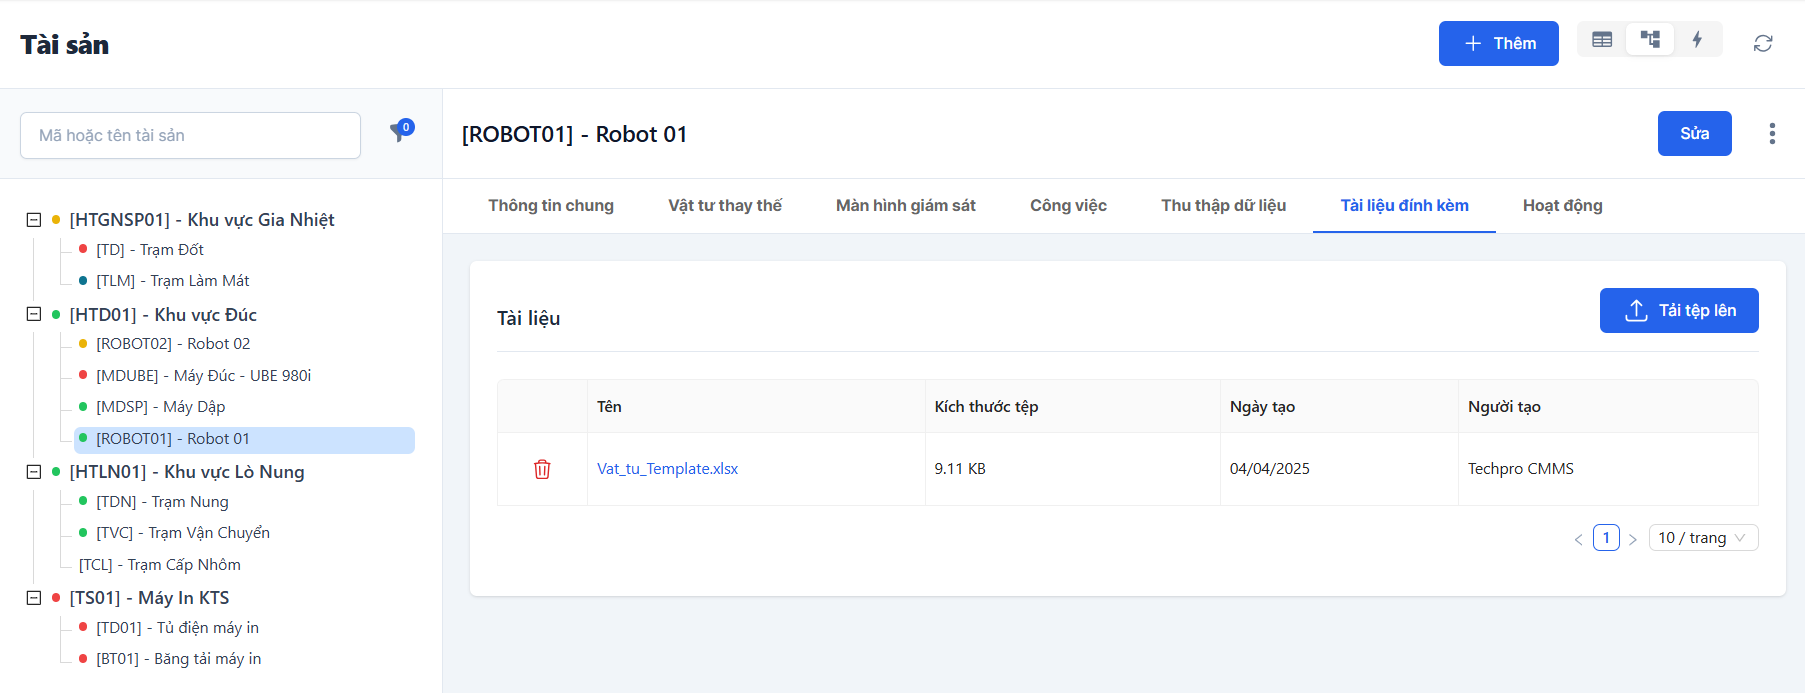 Tài sản
Thêm
Mã hoặc tên tài sản
0
[HTGNSP01] - Khu vực Gia Nhiệt
[TD] - Trạm Đốt
[TLM] - Trạm Làm Mát
[HTD01] - Khu vực Đúc
[ROBOT02] - Robot 02
[MDUBE] - Máy Đúc - UBE 980i
[MDSP] - Máy Dập
[ROBOT01] - Robot 01
[HTLN01] - Khu vực Lò Nung
[TDN] - Trạm Nung
[TVC] - Trạm Vận Chuyển
[TCL] - Trạm Cấp Nhôm
[TS01] - Máy In KTS
[TD01] - Tủ điện máy in
[BT01] - Băng tải máy in
[ROBOT01] - Robot 01
Sửa
Thông tin chung Vật tư thay thế Màn hình giám sát Công việc Thu thập dữ liệu Tài liệu đính kèm Hoạt động
Tài liệu
Tải tệp lên
Tên Kích thước tệp Ngày tạo Người tạo
Vat_tu_Template.xlsx 9.11 KB 04/04/2025 Techpro CMMS
< 1 > 10 / trang